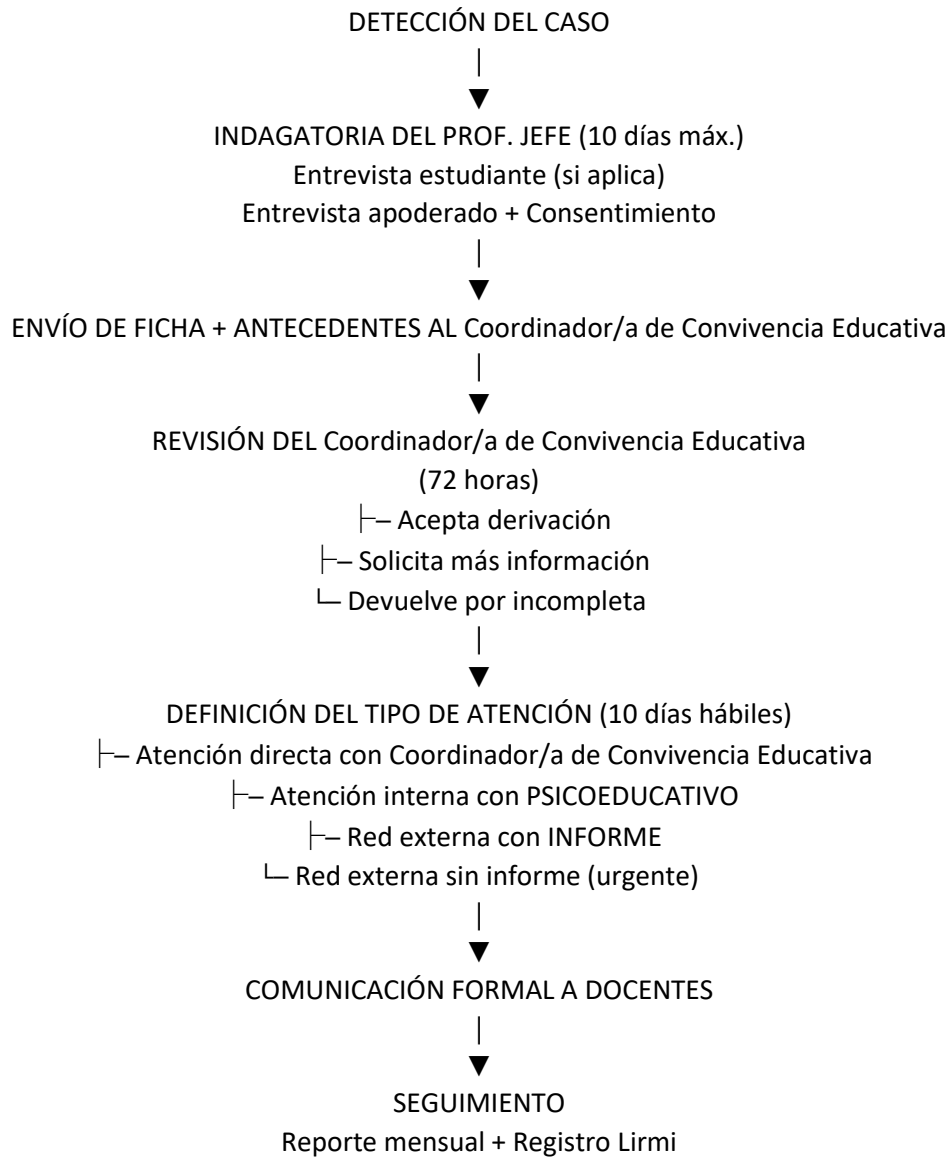 DETECCIÓN DEL CASO
│
▼
INDAGATORIA DEL PROF. JEFE (10 días máx.)
Entrevista estudiante (si aplica)
Entrevista apoderado + Consentimiento
│
▼
ENVÍO DE FICHA + ANTECEDENTES AL Coordinador/a de Convivencia Educativa
│
▼
REVISIÓN DEL Coordinador/a de Convivencia Educativa
(72 horas)
├– Acepta derivación
├– Solicita más información
└– Devuelve por incompleta
│
▼
DEFINICIÓN DEL TIPO DE ATENCIÓN (10 días hábiles)
├– Atención directa con Coordinador/a de Convivencia Educativa
├– Atención interna con PSICOEDUCATIVO
├– Red externa con INFORME
└– Red externa sin informe (urgente)
│
▼
COMUNICACIÓN FORMAL A DOCENTES
│
▼
SEGUIMIENTO
Reporte mensual + Registro Lirmi